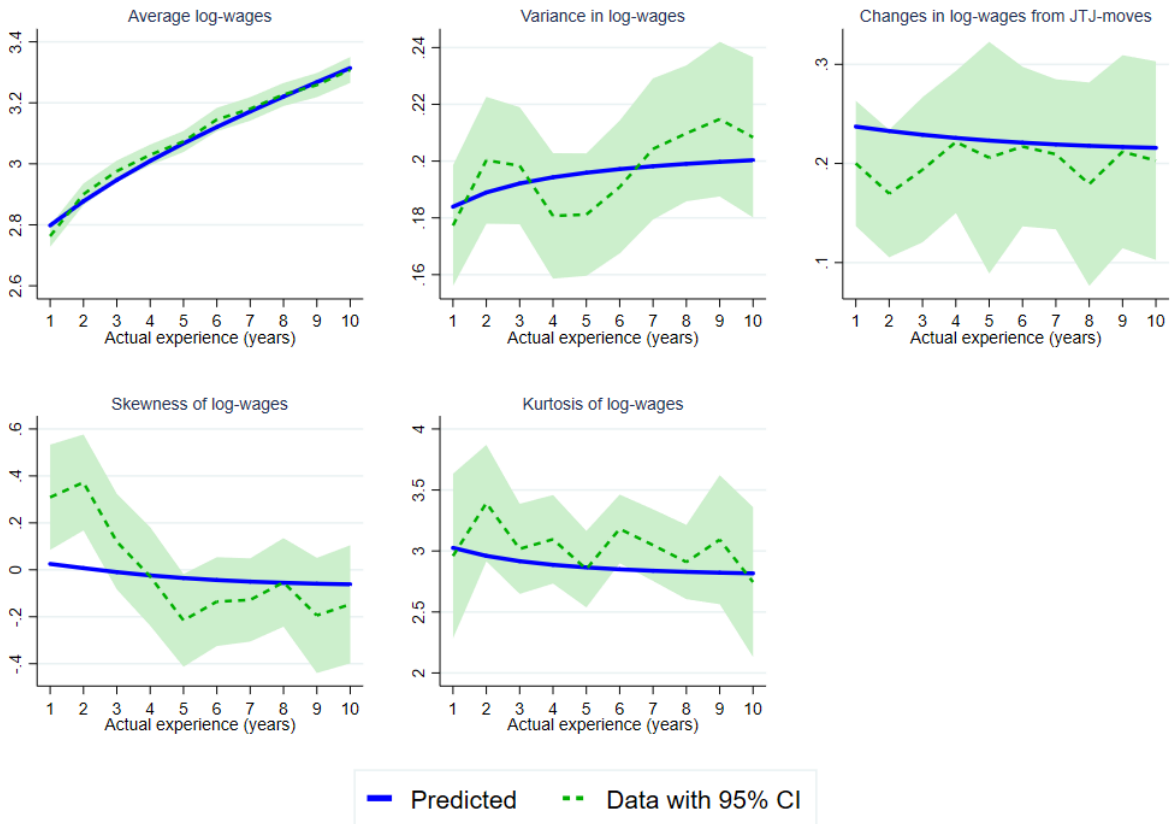 Average log-wages
3.4
3.2
3
2.8
2.6
1 2 3 4 5 6 7 8 9 10
Actual experience (years)
Variance in log-wages
.24
.22
.2
.18
.16
1 2 3 4 5 6 7 8 9 10
Actual experience (years)
Changes in log-wages from JTJ-moves
.3
.2
.1
1 2 3 4 5 6 7 8 9 10
Actual experience (years)
Skewness of log-wages
.6
.4
.2
0
-.2
-.4
1 2 3 4 5 6 7 8 9 10
Actual experience (years)
Kurtosis of log-wages
4
3.5
3
2.5
2
1 2 3 4 5 6 7 8 9 10
Actual experience (years)
Predicted
Data with 95% CI